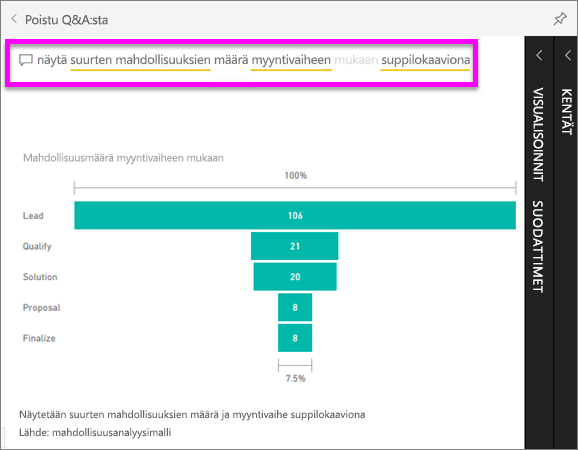 Poistu Q&A:sta
näytä suurten mahdollisuuksien määrä myyntivaiheen mukaan suppilokaaviona
Mahdollisuusmäärä myyntivaiheen mukaan
100%
Lead 106
Qualify 21
Solution 20
Proposal 8
Finalize 8
7.5%
Näytetään suurten mahdollisuuksien määrä ja myyntivaihe suppilokaaviona
Lähde: mahdollisuusanalyysimalli
VISUALISOINNIT
SUODATTIMET
KENTÄT